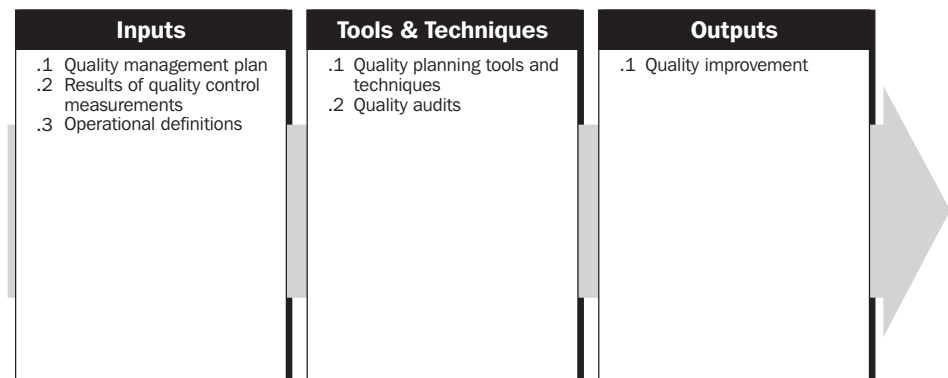 Inputs
.1 Quality management plan
.2 Results of quality control
measurements
.3 Operational definitions
Tools & Techniques
.1 Quality planning tools and
techniques
.2 Quality audits
Outputs
.1 Quality improvement